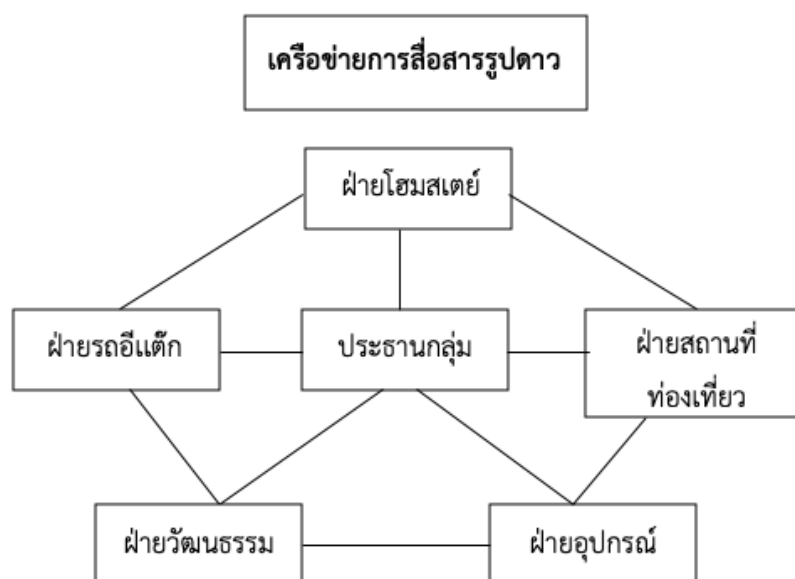 เครือข่ายการสื่อสารรูปดาว
ฝ่ายโฮมสเตย์
ฝ่ายรถอีแต๊ก
ประธานกลุ่ม
ฝ่ายสถานที่
ท่องเที่ยว
ฝ่ายวัฒนธรรม
ฝ่ายอุปกรณ์